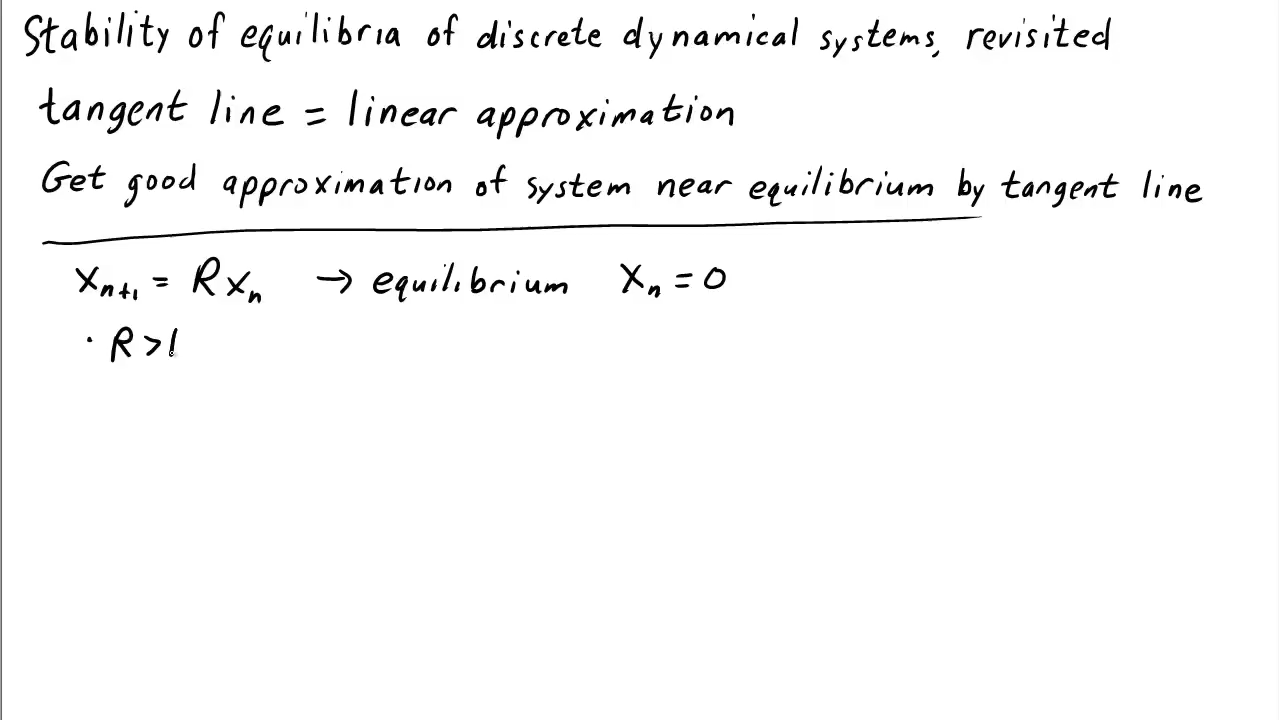 Stability of equilibria of discrete dynamical systems, revisited
tangent line = linear approximation
Get good approximation of system near equilibrium by tangent line
xₙ₊₁ = Rxₙ → equilibrium xₙ = 0
· R > 1